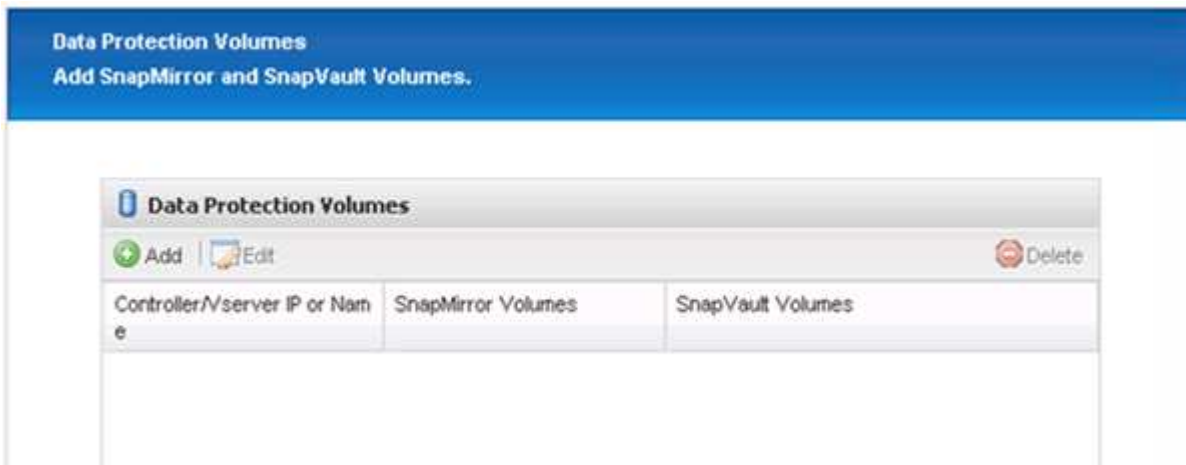 Data Protection Volumes
Add SnapMirror and SnapVault Volumes.
Data Protection Volumes
Add Edit Delete
Controller/Vserver IP or Nam SnapMirror Volumes SnapVault Volumes
e